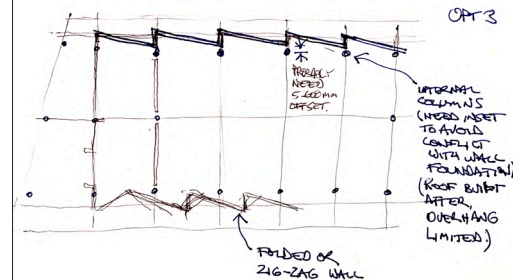 OPT 3
PROBABLY
NEED
5-600MM
OFFSET.
INTERNAL
COLUMNS
(NEED INSET
TO AVOID
CONFLICT
WITH WALL
FOUNDATION)
(ROOF BUILT
AFTER,
OVERHANG
LIMITED.)
FOLDED OR
ZIG-ZAG WALL